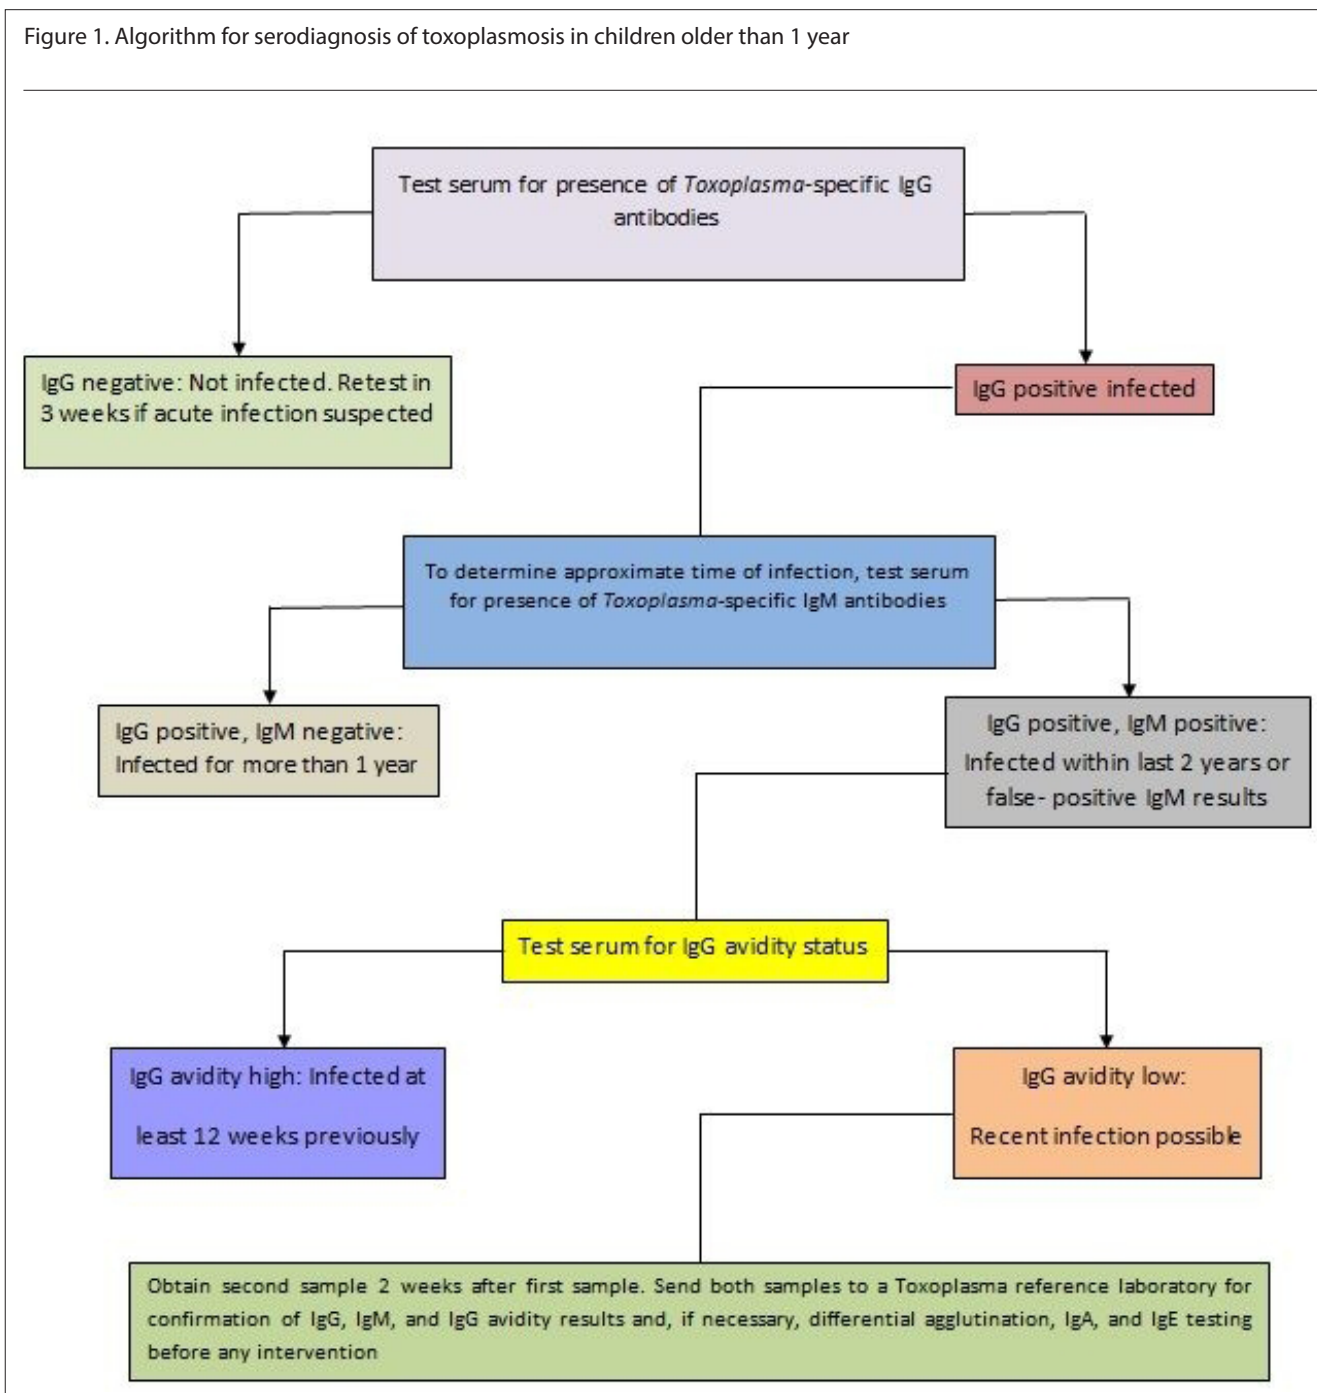 Figure 1. Algorithm for serodiagnosis of toxoplasmosis in children older than 1 year
Test serum for presence of Toxoplasma-specific IgG
antibodies
IgG negative: Not infected. Retest in
3 weeks if acute infection suspected
IgG positive infected
To determine approximate time of infection, test serum
for presence of Toxoplasma-specific IgM antibodies
IgG positive, IgM negative:
Infected for more than 1 year
IgG positive, IgM positive:
Infected within last 2 years or
false- positive IgM results
Test serum for IgG avidity status
IgG avidity high: Infected at
least 12 weeks previously
IgG avidity low:
Recent infection possible
Obtain second sample 2 weeks after first sample. Send both samples to a Toxoplasma reference laboratory for
confirmation of IgG, IgM, and IgG avidity results and, if necessary, differential agglutination, IgA, and IgE testing
before any intervention